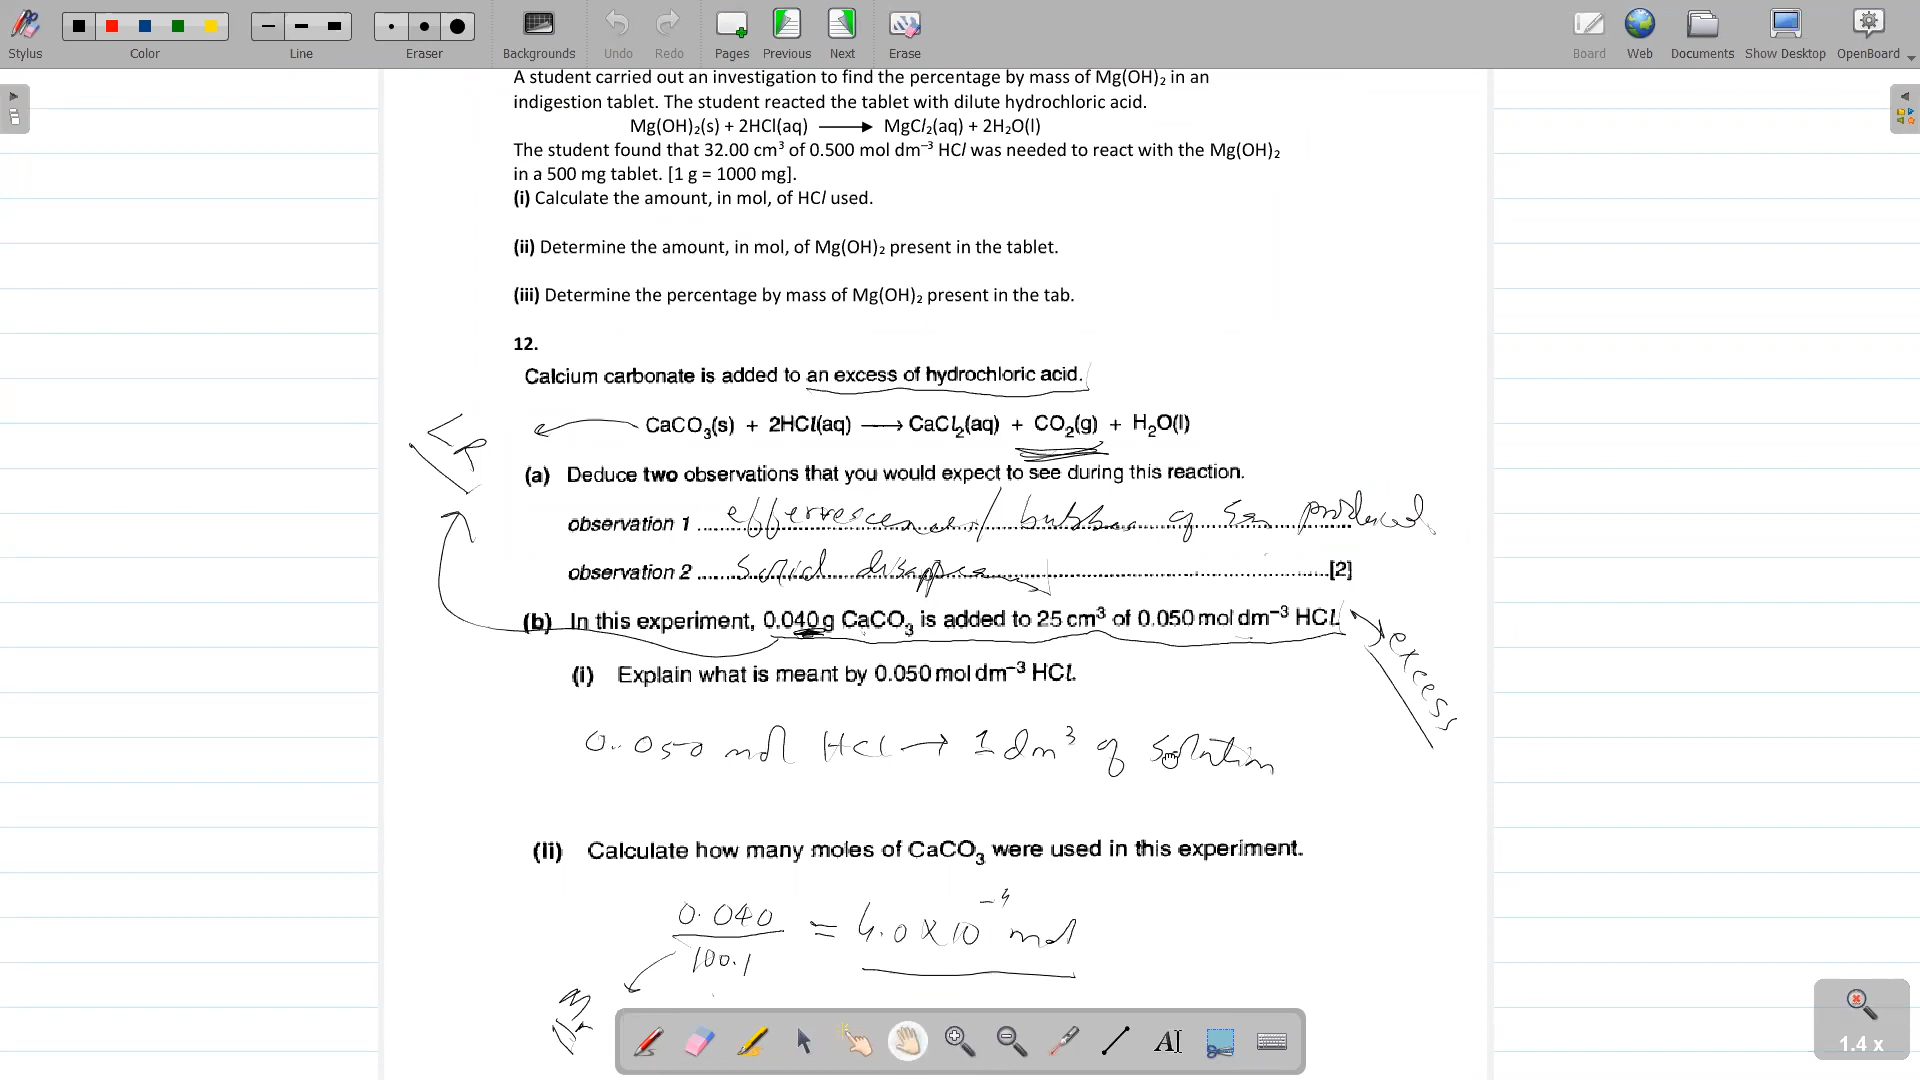 Stylus Color Line Eraser Backgrounds Undo Redo Pages Previous Next Erase Board Web Documents Show Desktop OpenBoard
A student carried out an investigation to find the percentage by mass of Mg(OH)₂ in an
indigestion tablet. The student reacted the tablet with dilute hydrochloric acid.
Mg(OH)₂(s) + 2HCl(aq) ⟶ MgCl₂(aq) + 2H₂O(l)
The student found that 32.00 cm³ of 0.500 mol dm⁻³ HCl was needed to react with the Mg(OH)₂
in a 500 mg tablet. [1 g = 1000 mg].
(i) Calculate the amount, in mol, of HCl used.
(ii) Determine the amount, in mol, of Mg(OH)₂ present in the tablet.
(iii) Determine the percentage by mass of Mg(OH)₂ present in the tab.
12.
Calcium carbonate is added to an excess of hydrochloric acid.
CaCO₃(s) + 2HCl(aq) ⟶ CaCl₂(aq) + CO₂(g) + H₂O(l)
LR
(a) Deduce two observations that you would expect to see during this reaction.
observation 1 effervescences/ bubbles of gas produced
observation 2 solid disappears [2]
(b) In this experiment, 0.040 g CaCO₃ is added to 25 cm³ of 0.050 mol dm⁻³ HCl.
excess
(i) Explain what is meant by 0.050 mol dm⁻³ HCl.
0.050 mol HCl → 1 dm³ of solution
(ii) Calculate how many moles of CaCO₃ were used in this experiment.
0.040
100.1
= 4.0 × 10⁻⁴ mol
1.4 x